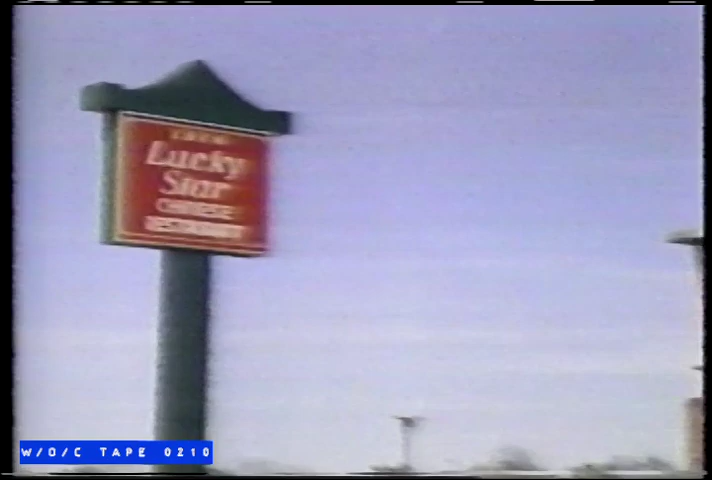 Lucky
Star
CHINESE
RESTAURANT
W/O/C TAPE 0210